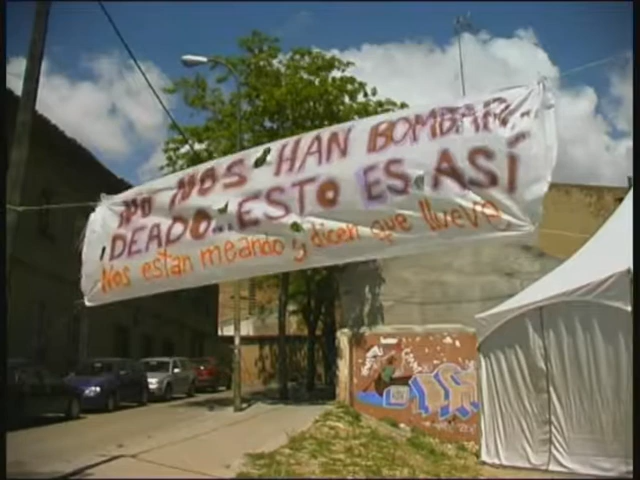 NO NOS HAN BOMBAR-
DEADO... ESTO ES ASÍ
Nos estan meando y dicen que llueve